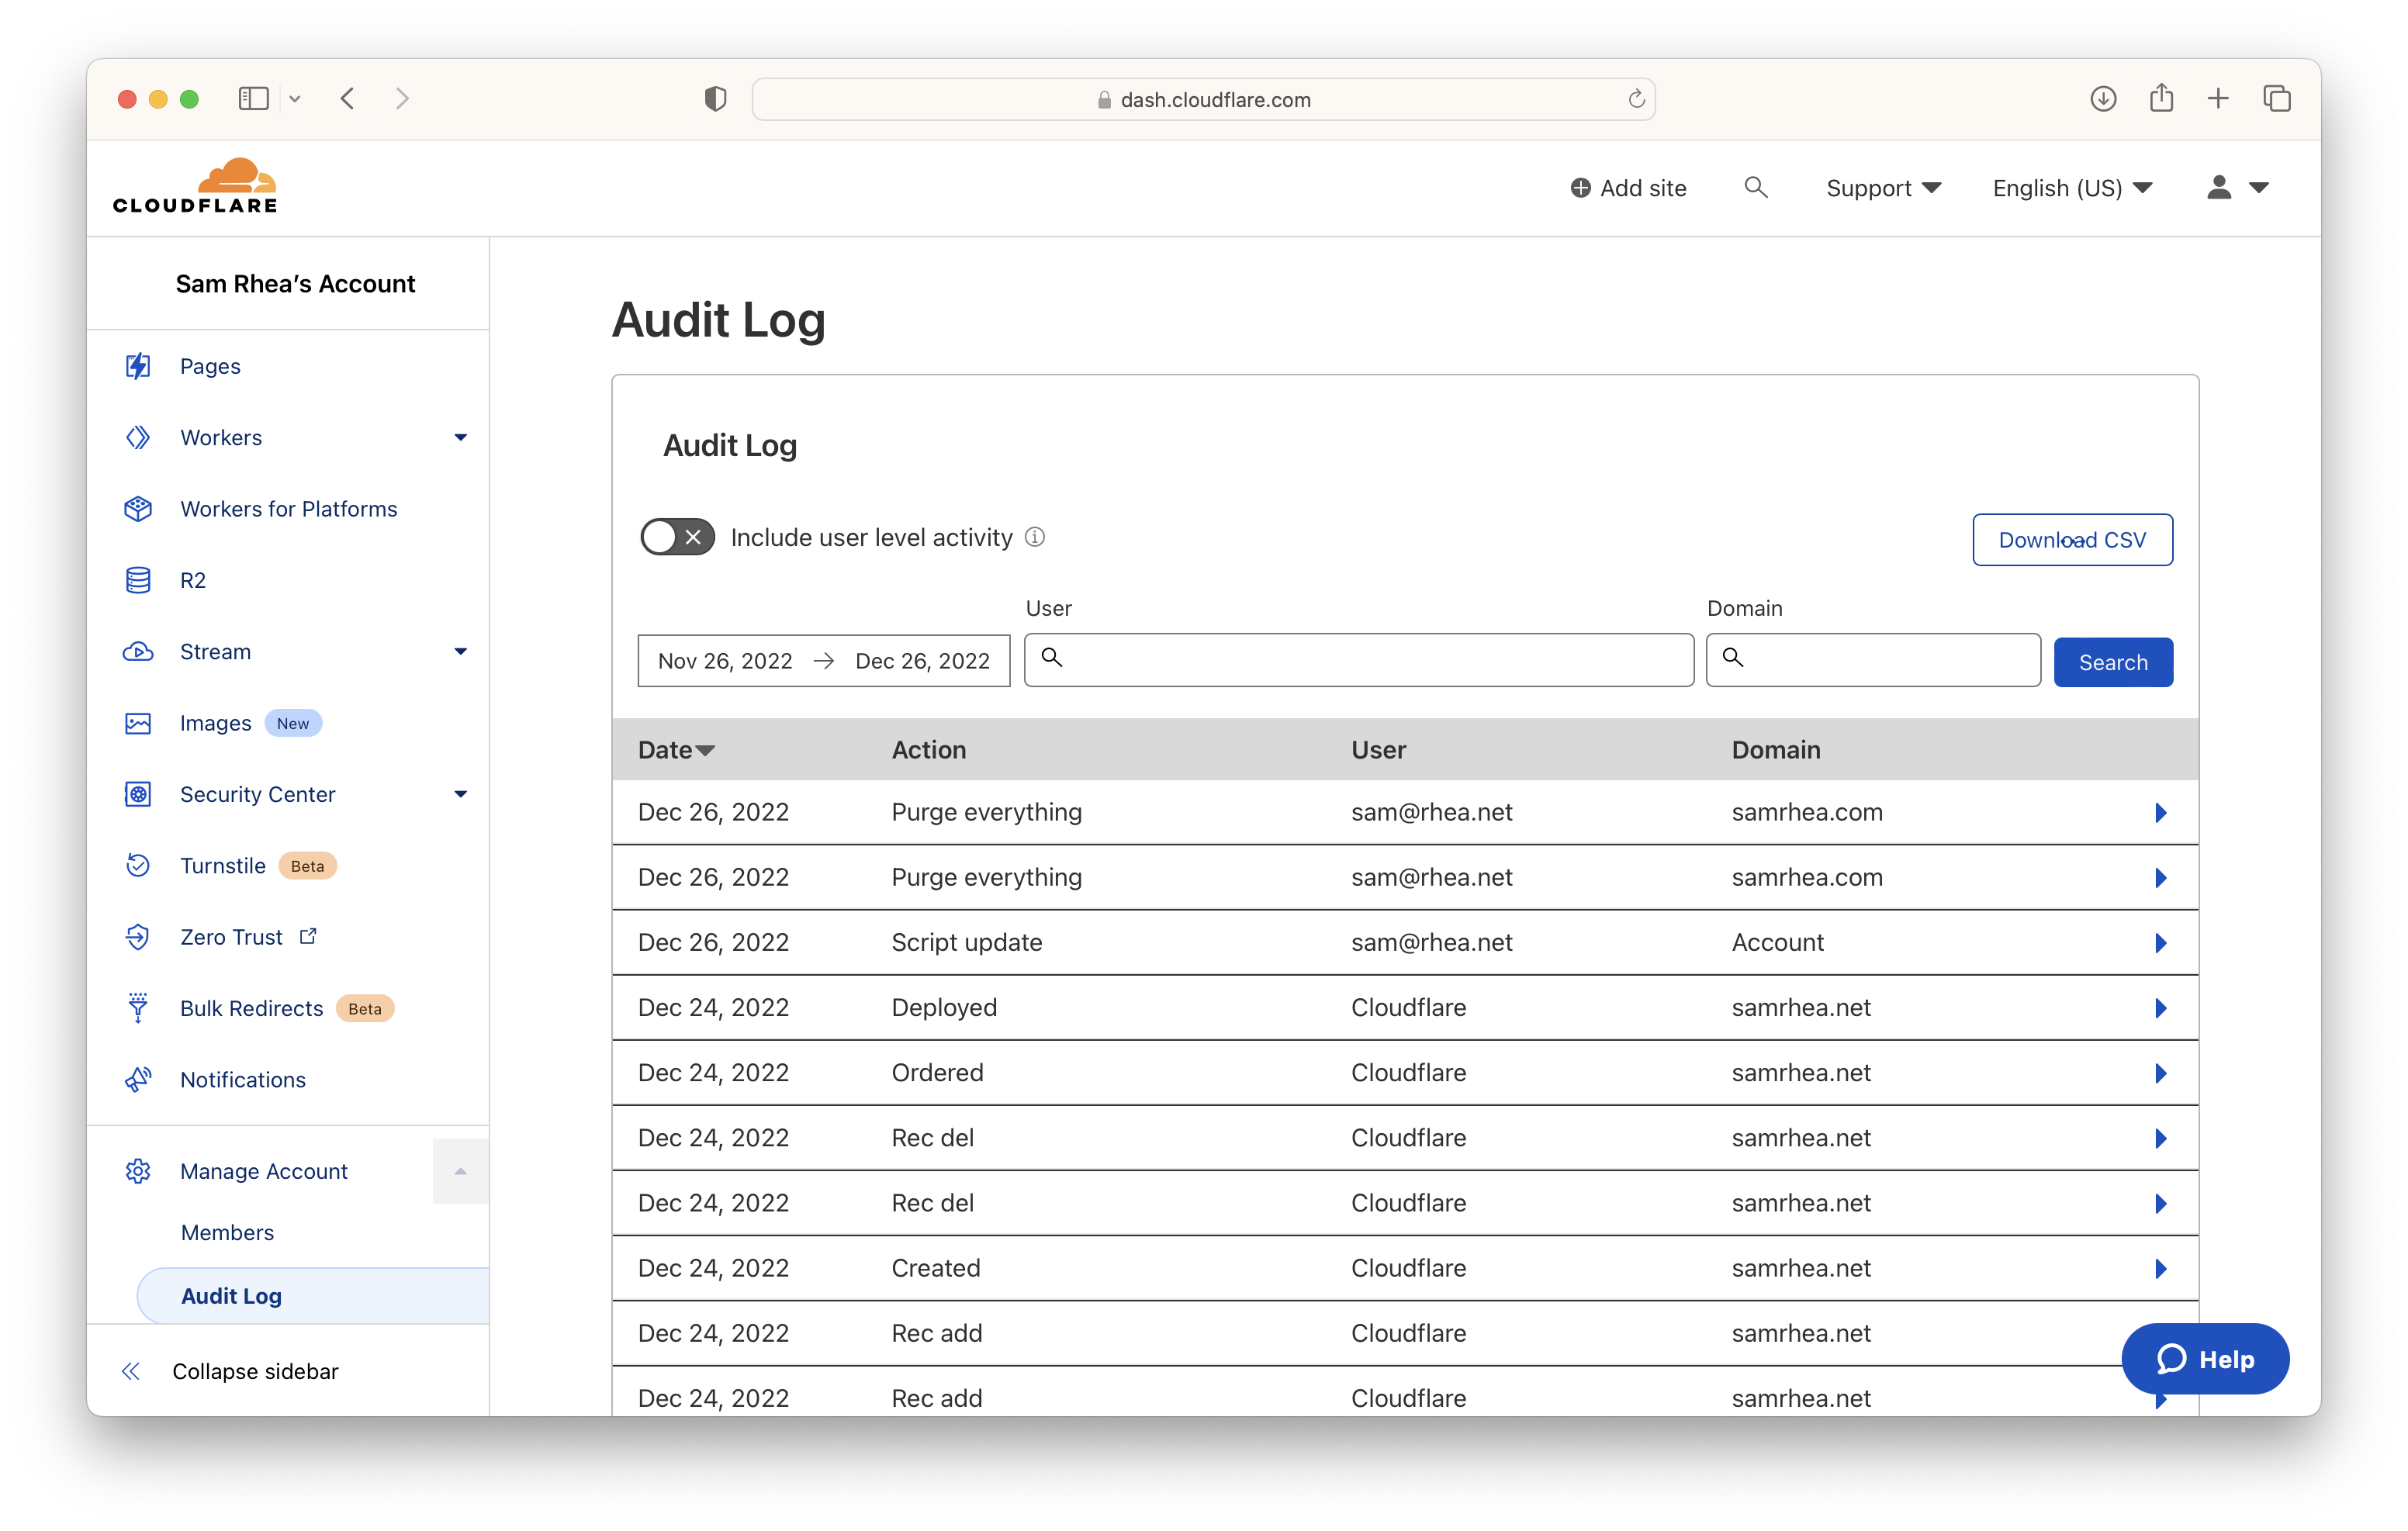 dash.cloudflare.com
CLOUDFLARE
Add site
Support
English (US)
Sam Rhea’s Account
Pages
Workers
Workers for Platforms
R2
Stream
Images New
Security Center
Turnstile Beta
Zero Trust
Bulk Redirects Beta
Notifications
Manage Account
Members
Audit Log
Collapse sidebar
Audit Log
Audit Log
Include user level activity
Download CSV
User
Domain
Nov 26, 2022 → Dec 26, 2022
Search
Date Action User Domain
Dec 26, 2022 Purge everything sam@rhea.net samrhea.com
Dec 26, 2022 Purge everything sam@rhea.net samrhea.com
Dec 26, 2022 Script update sam@rhea.net Account
Dec 24, 2022 Deployed Cloudflare samrhea.net
Dec 24, 2022 Ordered Cloudflare samrhea.net
Dec 24, 2022 Rec del Cloudflare samrhea.net
Dec 24, 2022 Rec del Cloudflare samrhea.net
Dec 24, 2022 Created Cloudflare samrhea.net
Dec 24, 2022 Rec add Cloudflare samrhea.net
Dec 24, 2022 Rec add Cloudflare samrhea.net
Help